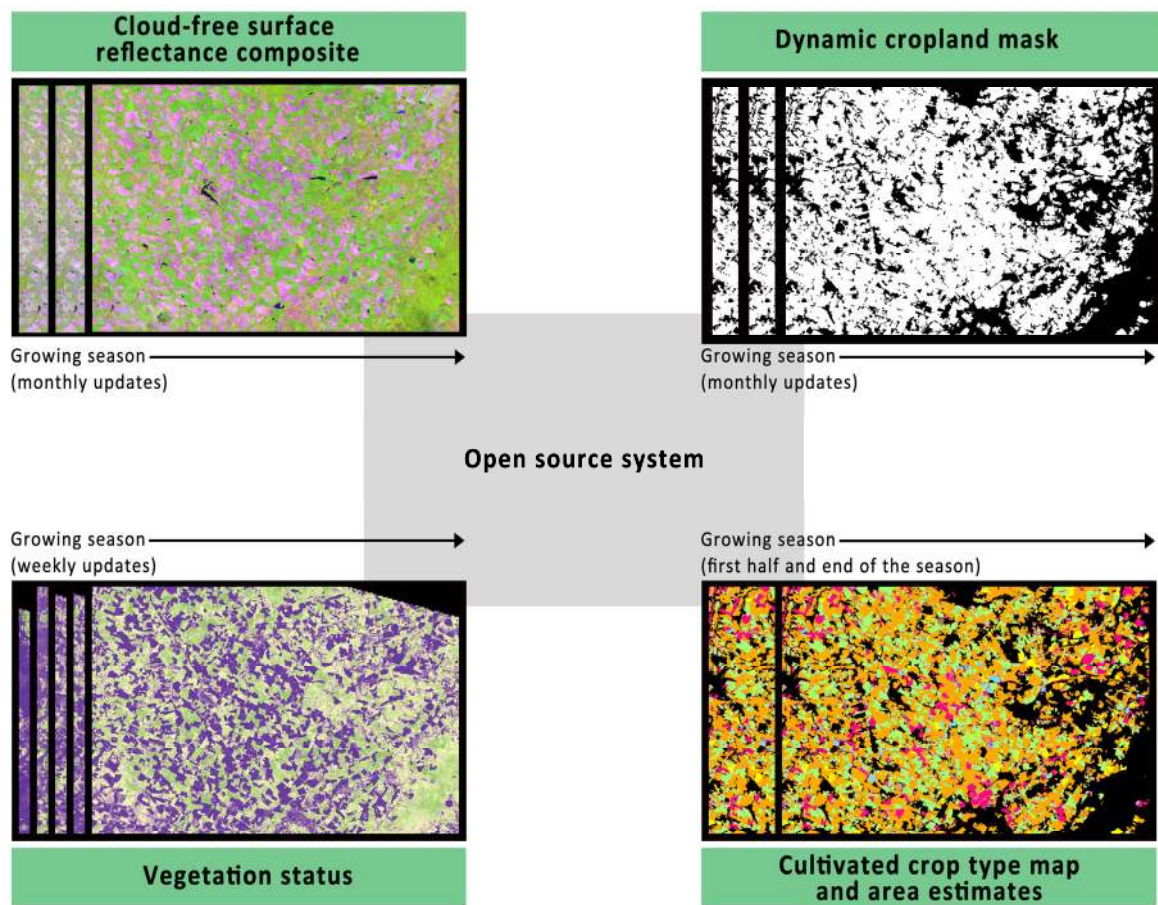 Cloud-free surface
reflectance composite
Dynamic cropland mask
Growing season
(monthly updates)
Growing season
(monthly updates)
Open source system
Growing season
(weekly updates)
Growing season
(first half and end of the season)
Vegetation status
Cultivated crop type map
and area estimates